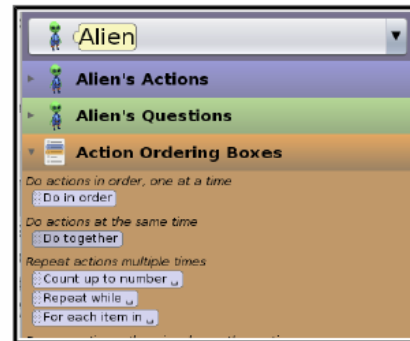 Alien
Alien's Actions
Alien's Questions
Action Ordering Boxes
Do actions in order, one at a time
Do in order
Do actions at the same time
Do together
Repeat actions multiple times
Count up to number
Repeat while
For each item in